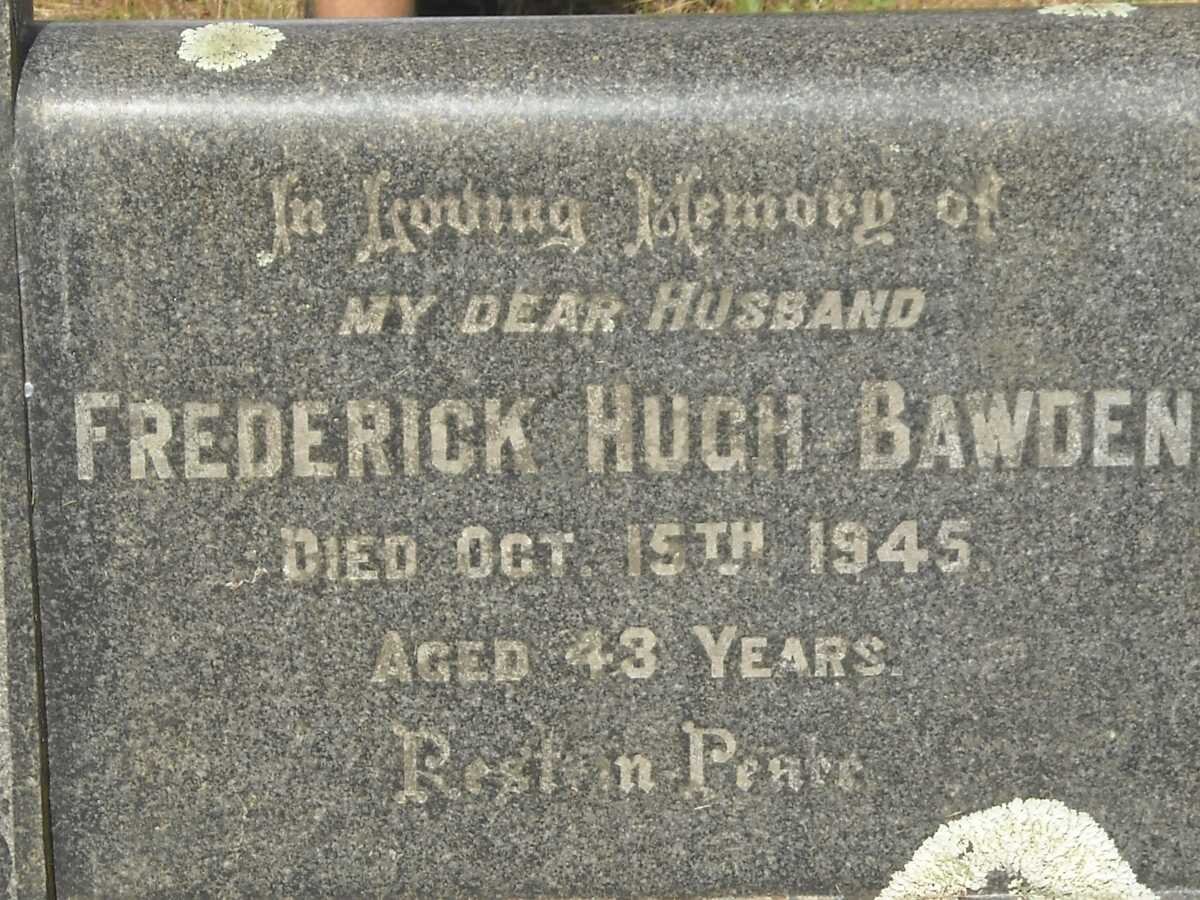 In Loving Memory of
MY DEAR HUSBAND
FREDERICK HUGH BAWDEN
DIED OCT. 15TH 1945.
AGED 43 YEARS.
Rest in Peace